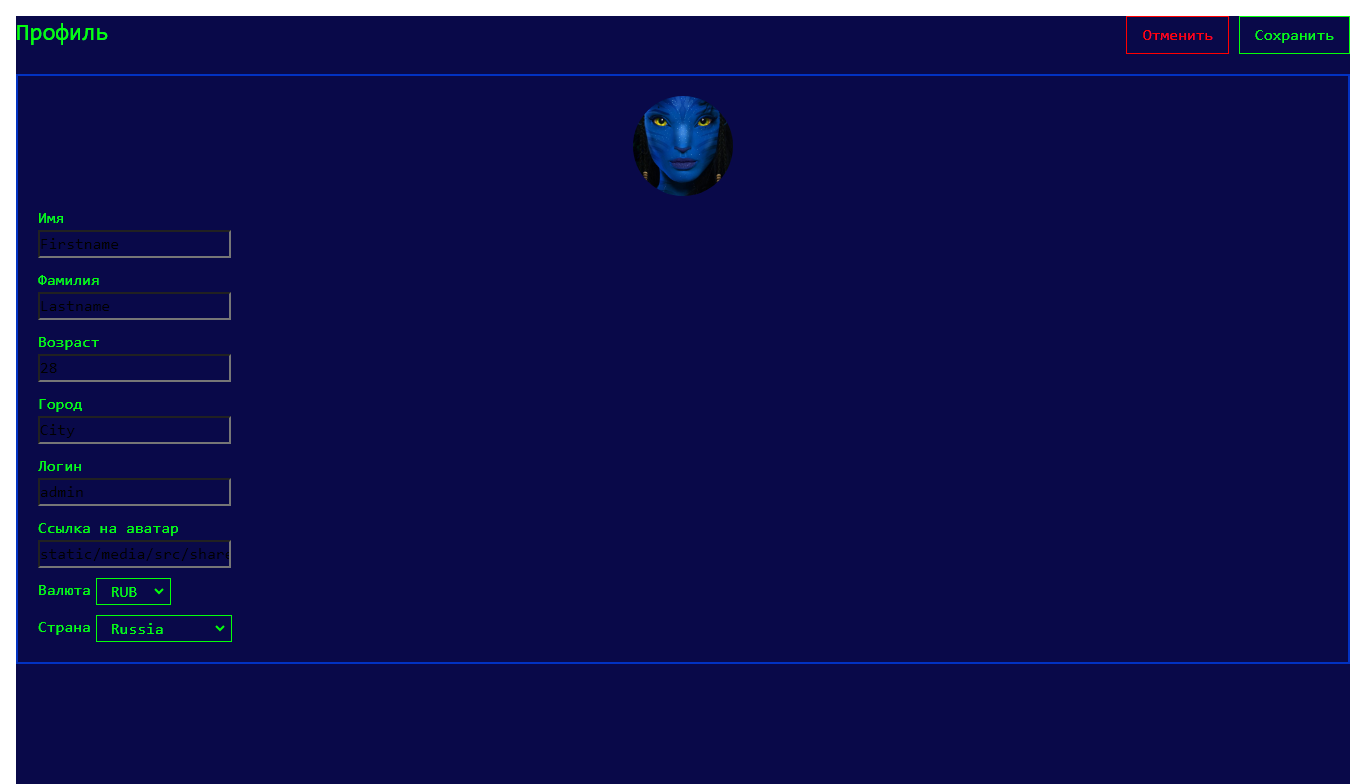 Профиль
Отменить
Сохранить
Имя
Firstname
Фамилия
Lastname
Возраст
28
Город
City
Логин
admin
Ссылка на аватар
static/media/src/share
Валюта RUB
Страна Russia